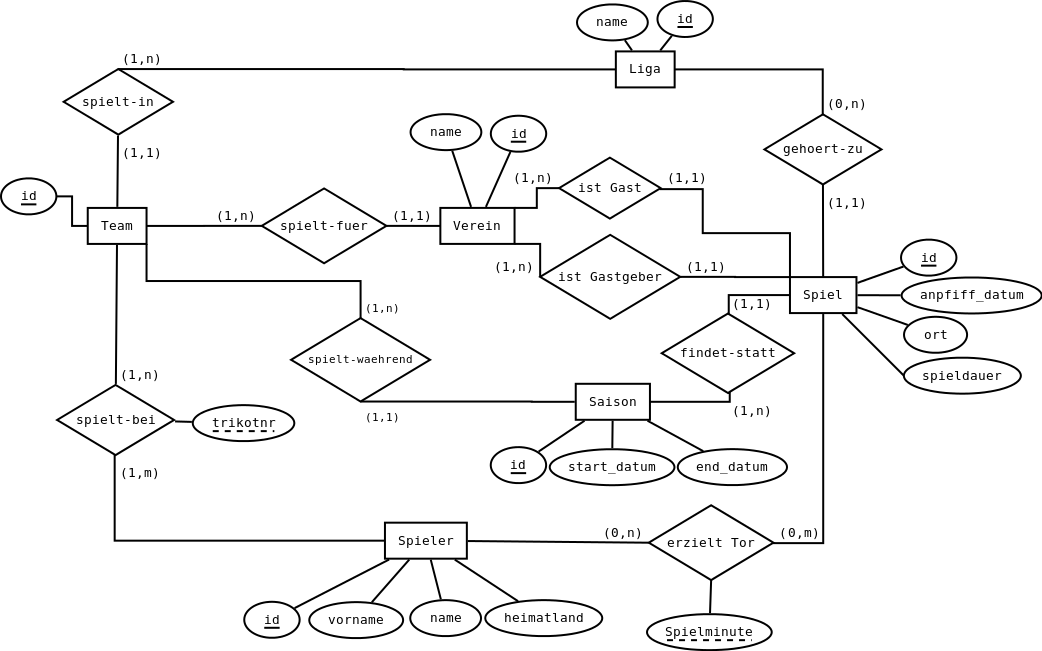 name
id
(1,n)
Liga
spielt-in
(0,n)
name
id
gehoert-zu
(1,1)
(1,n)
(1,1)
ist Gast
id
(1,1)
(1,n)
(1,1)
Team
spielt-fuer
Verein
id
(1,n)
(1,1)
ist Gastgeber
Spiel
anpfiff_datum
(1,n)
(1,1)
ort
findet-statt
spielt-waehrend
(1,n)
spieldauer
Saison
(1,1)
(1,n)
spielt-bei
trikotnr
(1,m)
id
start_datum
end_datum
Spieler
(0,n)
erzielt Tor
(0,m)
id
vorname
name
heimatland
Spielminute